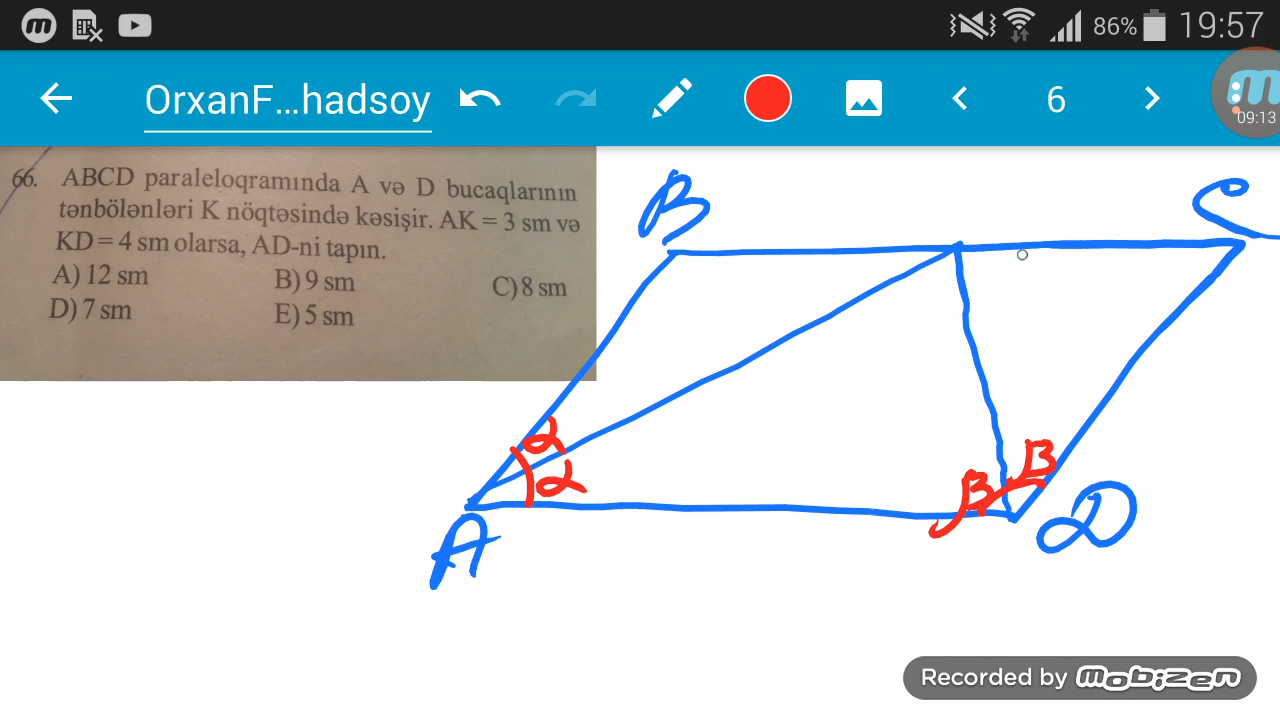 86% 19:57
OrxanF...hadsoy
6
09:13
66. ABCD paraleloqramında A və D bucaqlarının
tənbölənləri K nöqtəsində kəsişir. AK = 3 sm və
KD = 4 sm olarsa, AD-ni tapın.
A) 12 sm B) 9 sm C) 8 sm
D) 7 sm E) 5 sm
B C
α
α
β β
A D
Recorded by mobizen